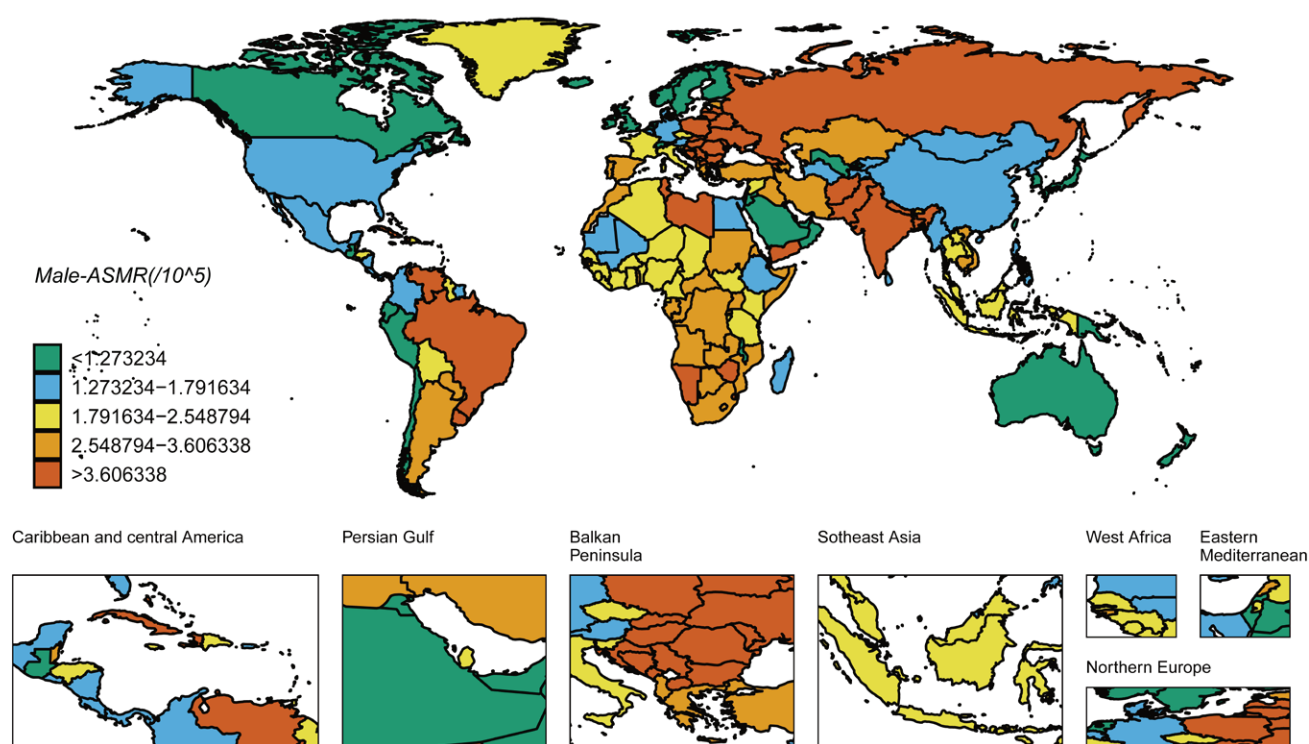 Male-ASMR(/10^5)
<1.273234
1.273234−1.791634
1.791634−2.548794
2.548794−3.606338
>3.606338
Caribbean and central America
Persian Gulf
Balkan
Peninsula
Sotheast Asia
West Africa
Eastern
Mediterranean
Northern Europe